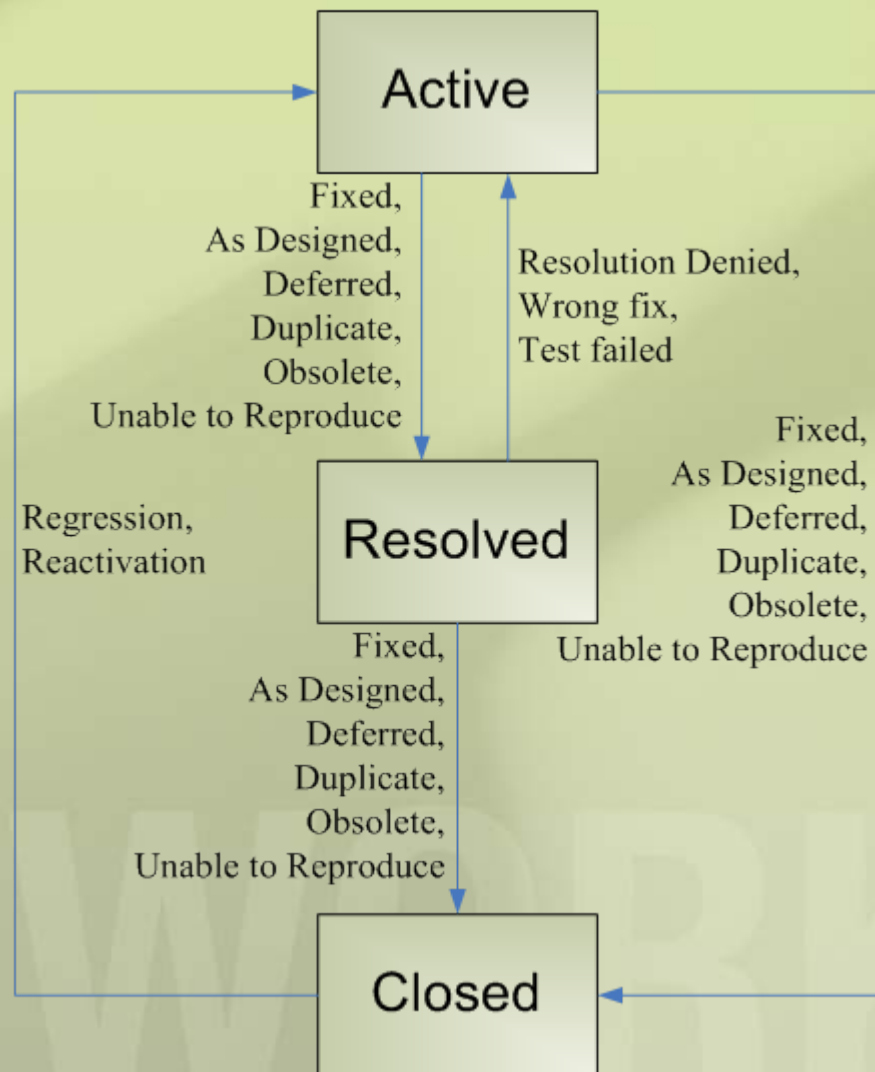 Active
Fixed,
As Designed,
Deferred,
Duplicate,
Obsolete,
Unable to Reproduce
Resolution Denied,
Wrong fix,
Test failed
Regression,
Reactivation
Resolved
Fixed,
As Designed,
Deferred,
Duplicate,
Obsolete,
Unable to Reproduce
Fixed,
As Designed,
Deferred,
Duplicate,
Obsolete,
Unable to Reproduce
Closed